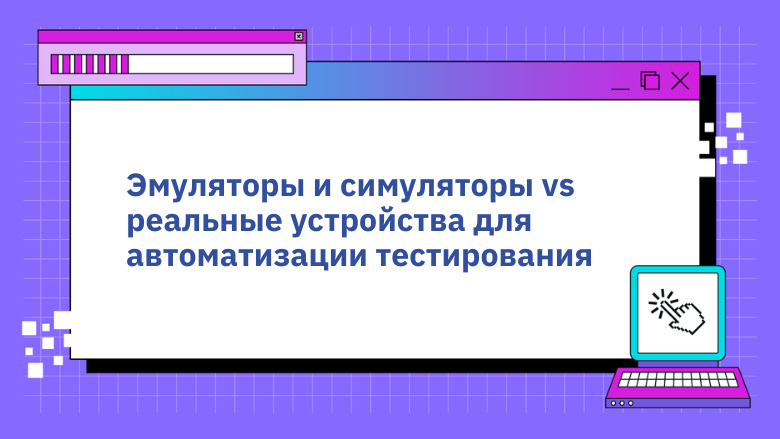 Эмуляторы и симуляторы vs
реальные устройства для
автоматизации тестирования